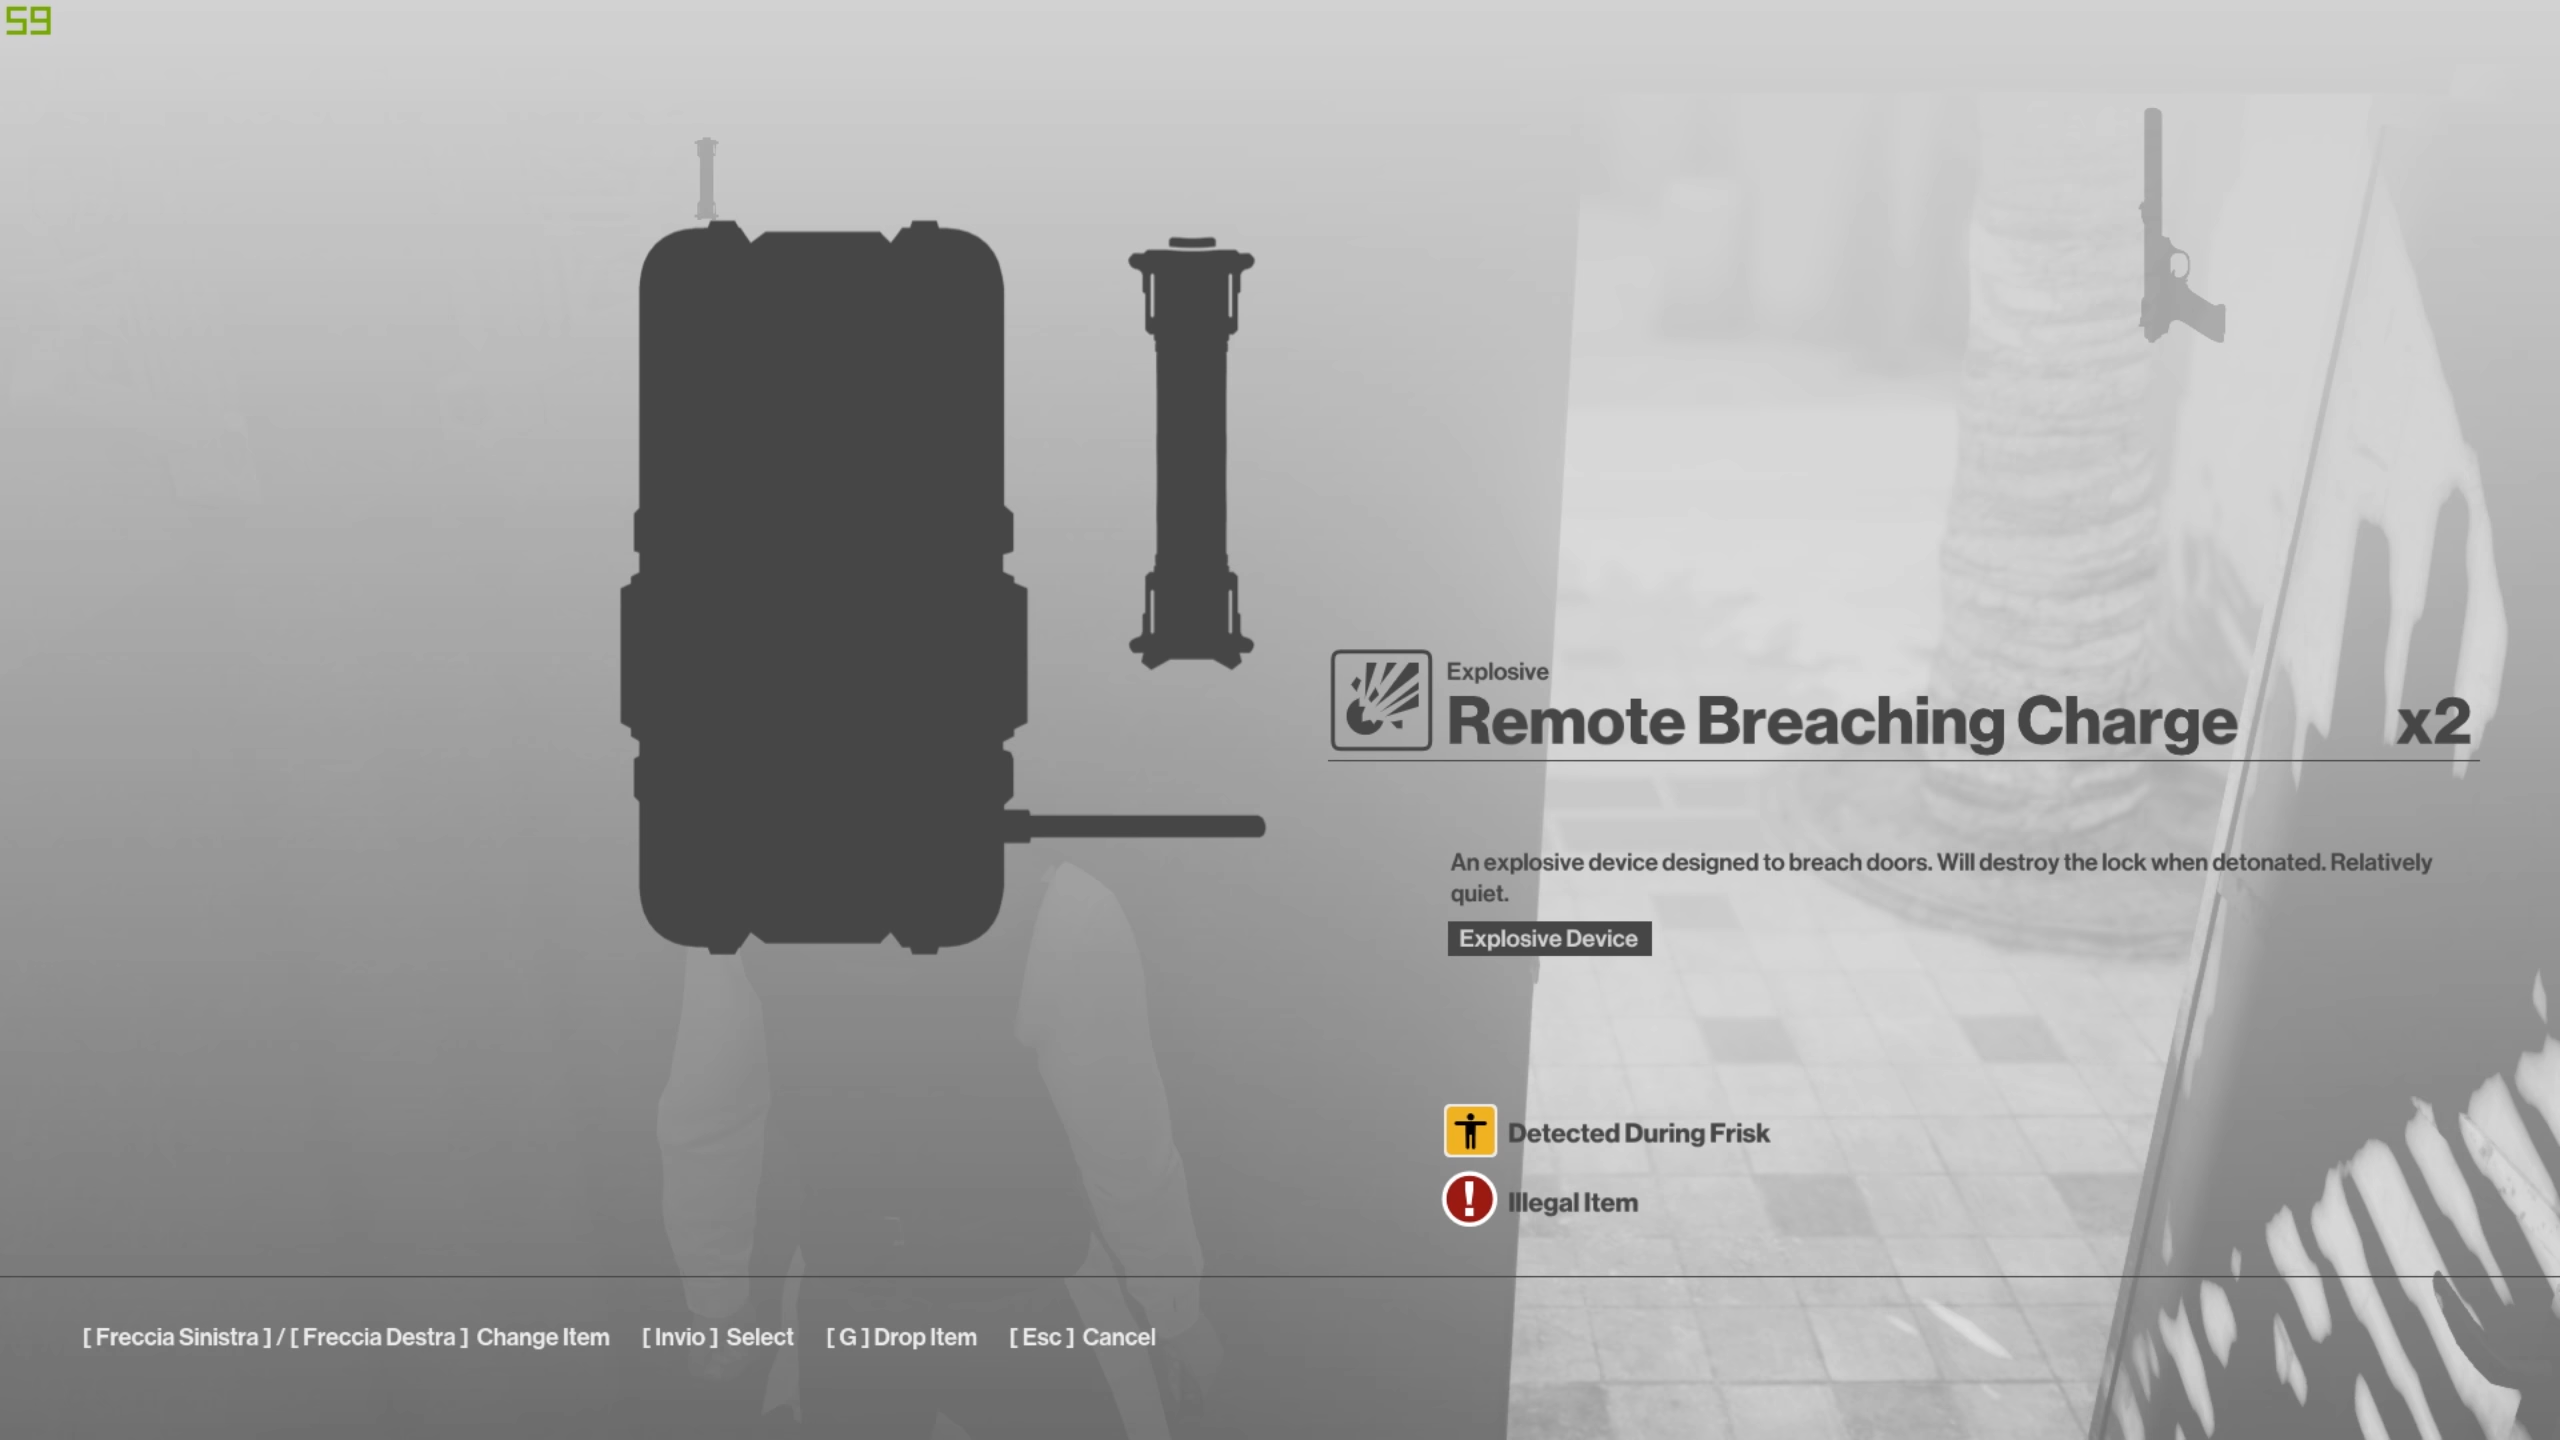 59
Explosive
Remote Breaching Charge x2
An explosive device designed to breach doors. Will destroy the lock when detonated. Relatively
quiet.
Explosive Device
Detected During Frisk
! Illegal Item
[ Freccia Sinistra ] / [ Freccia Destra ] Change Item [ Invio ] Select [ G ] Drop Item [ Esc ] Cancel